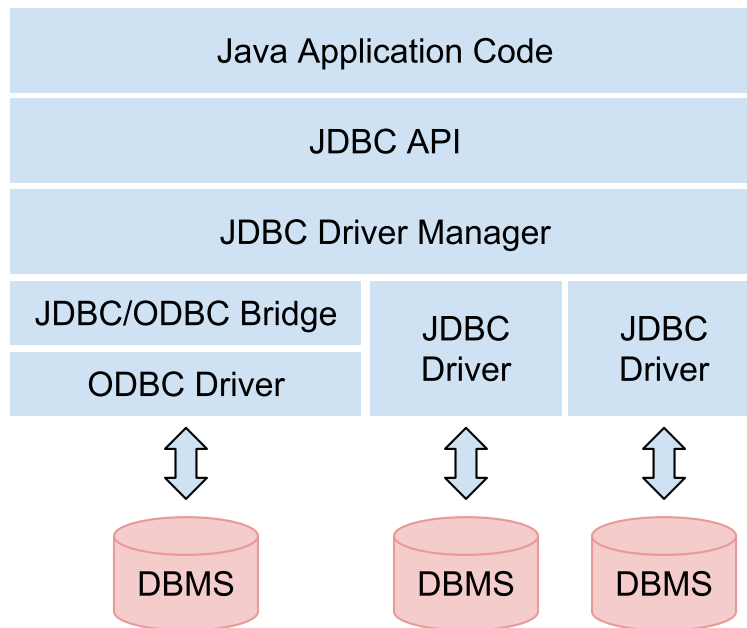 Java Application Code
JDBC API
JDBC Driver Manager
JDBC/ODBC Bridge
ODBC Driver
JDBC
Driver
JDBC
Driver
DBMS
DBMS
DBMS